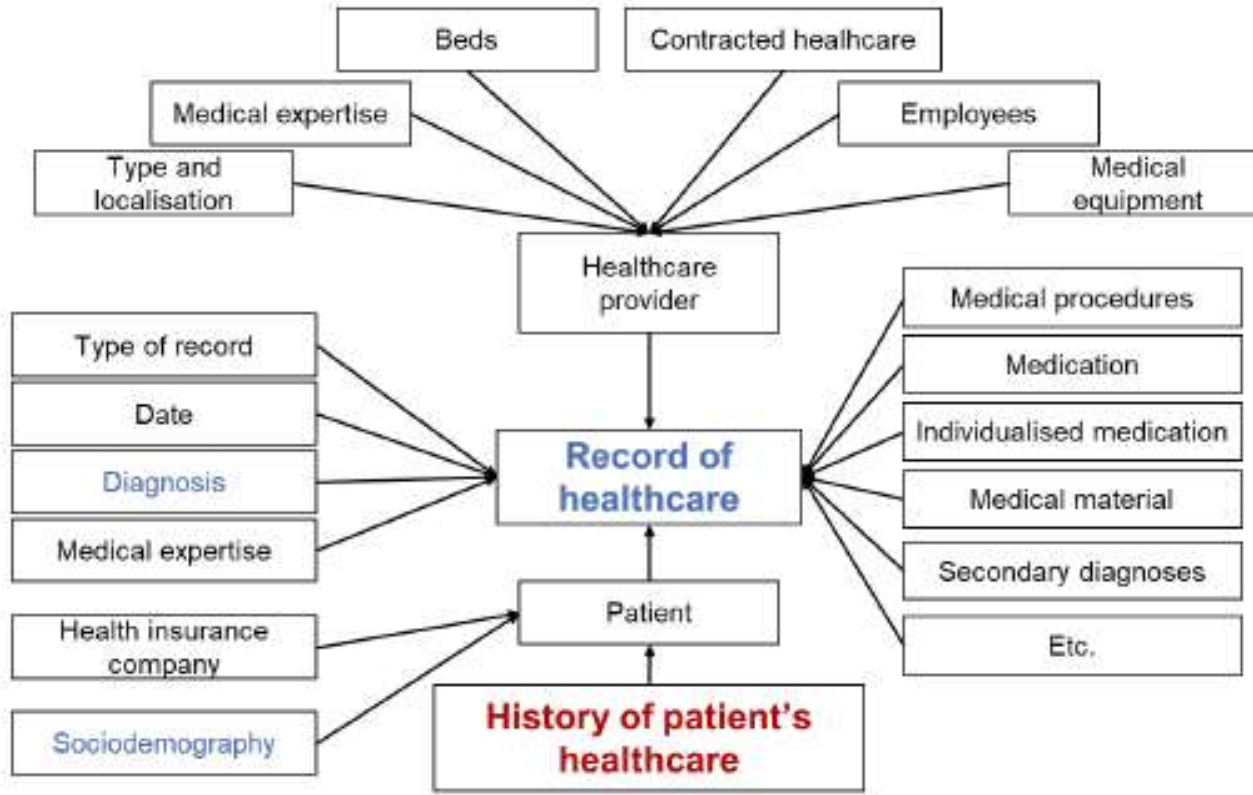 Beds
Contracted healhcare
Medical expertise
Employees
Type and
localisation
Medical
equipment
Healthcare
provider
Medical procedures
Type of record
Medication
Date
Individualised medication
Record of
healthcare
Diagnosis
Medical material
Medical expertise
Secondary diagnoses
Patient
Health insurance
company
Etc.
History of patient's
healthcare
Sociodemography